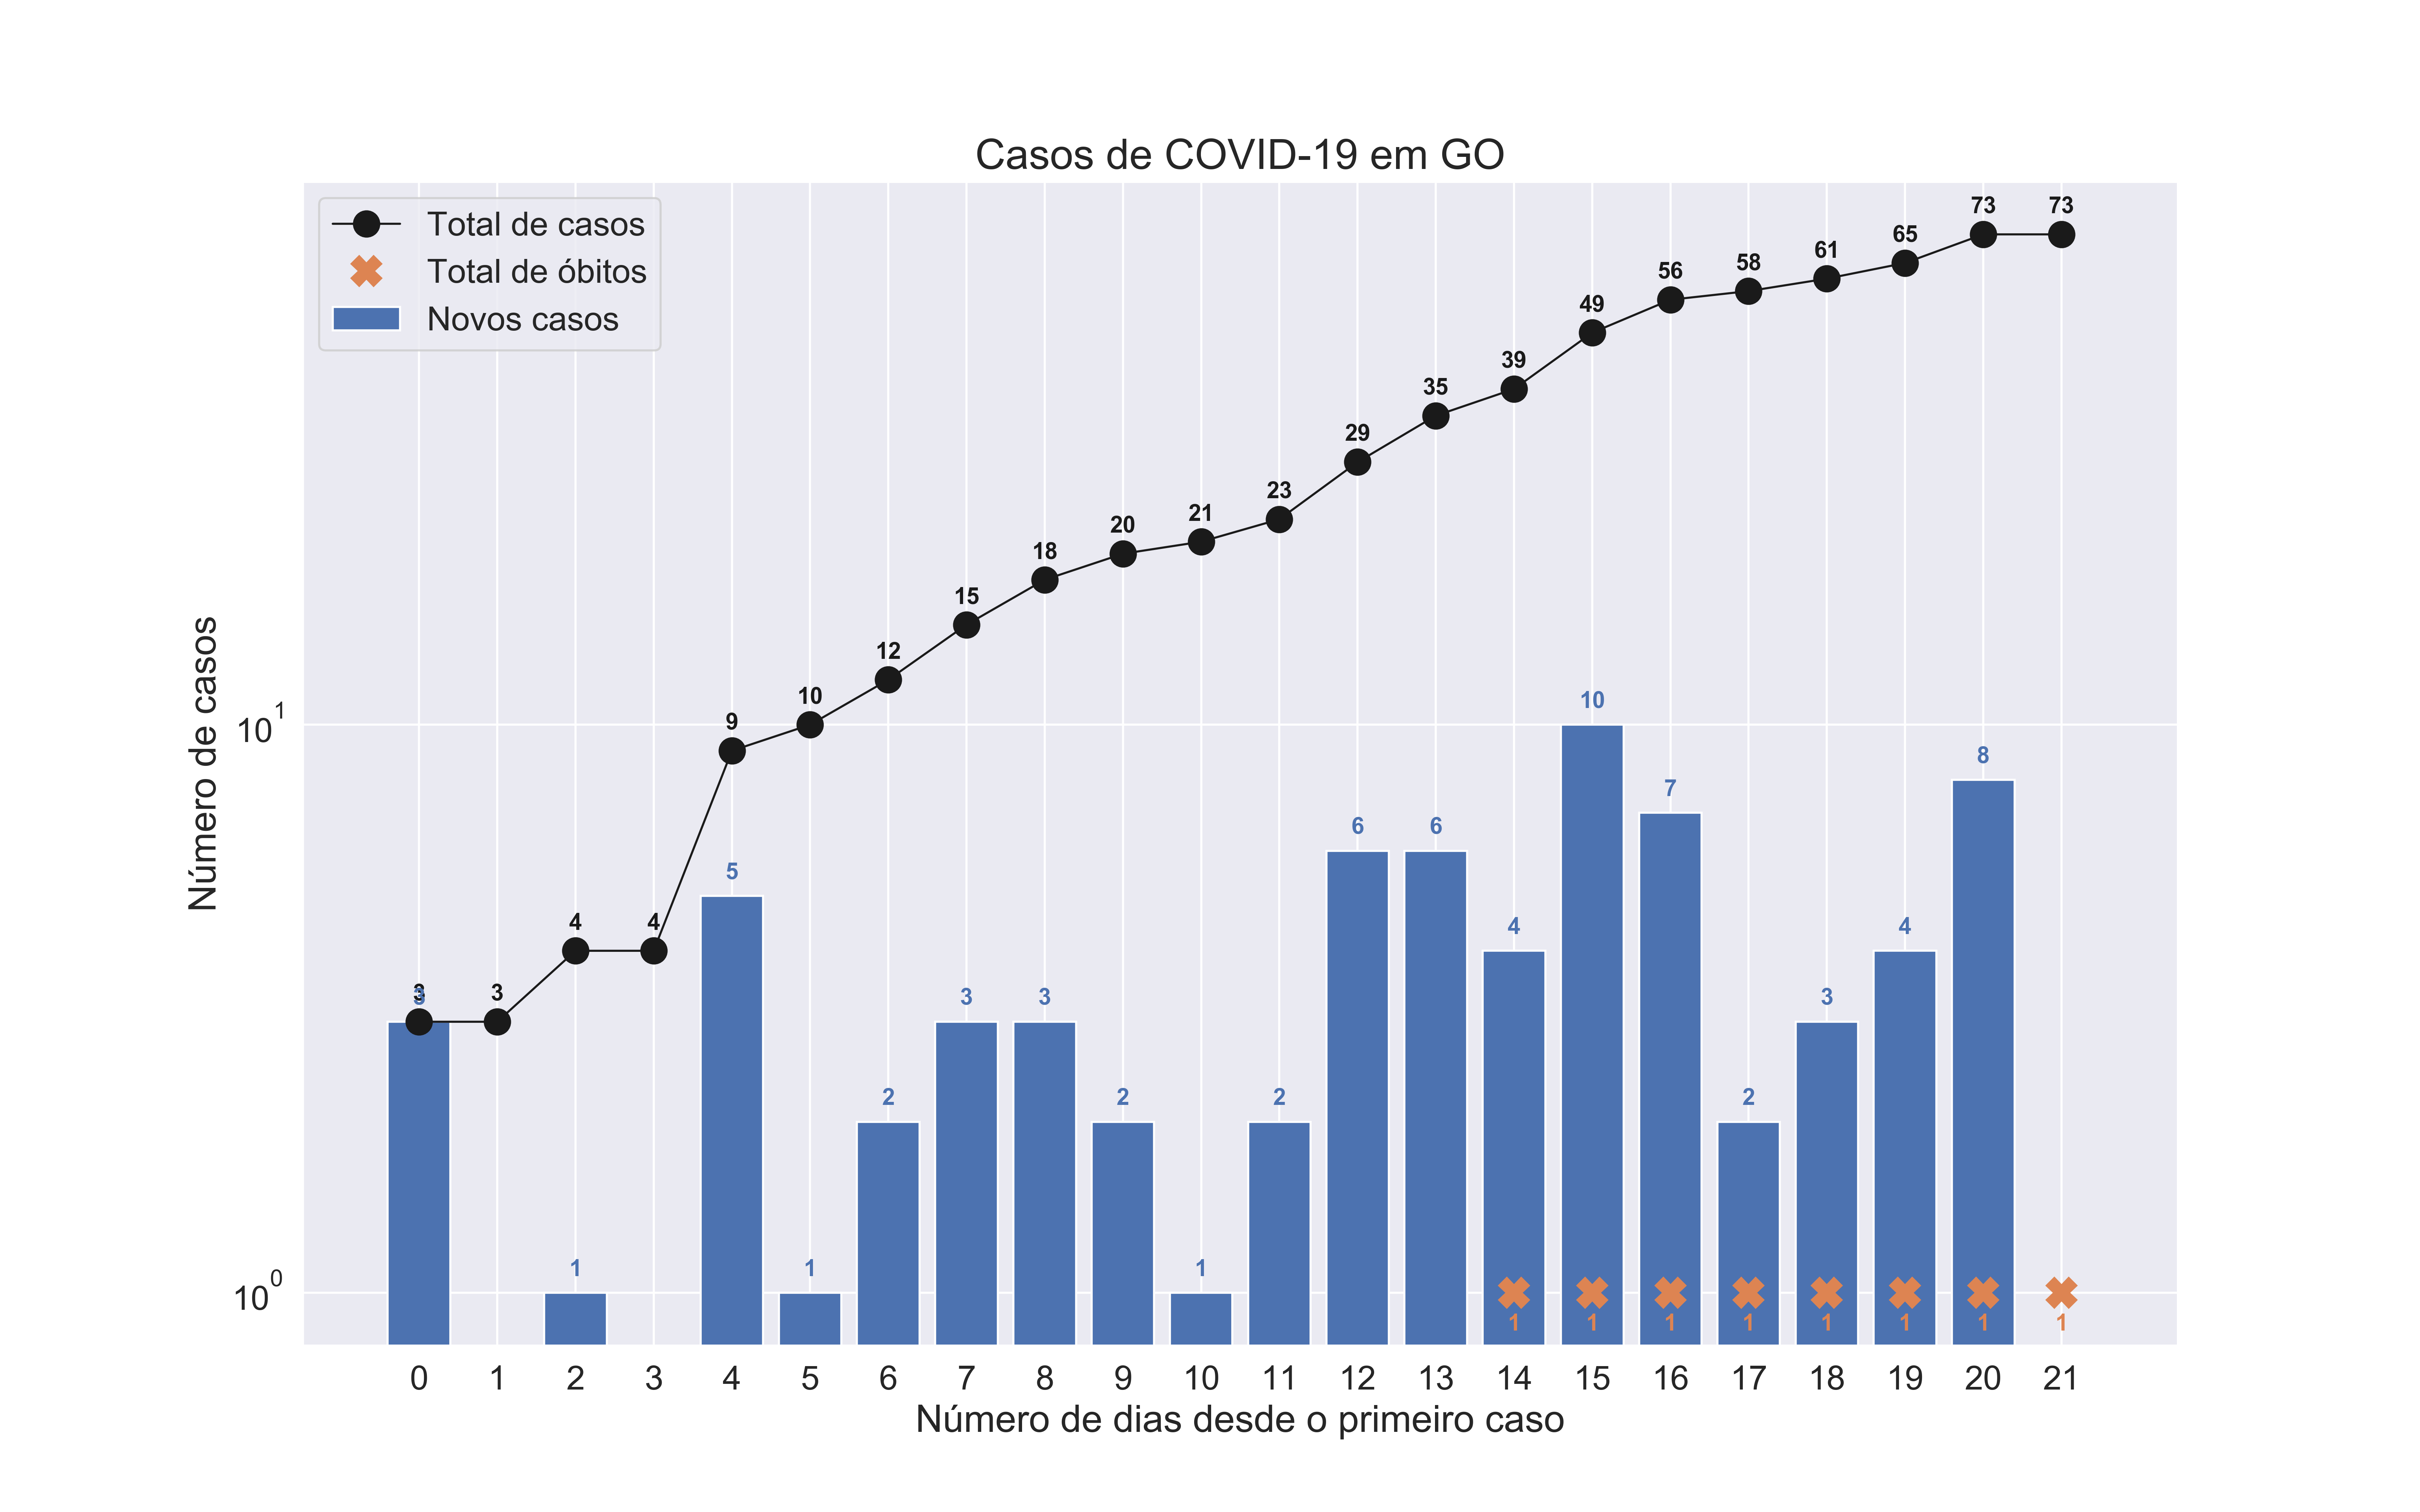 Casos de COVID-19 em GO
Total de casos
Total de óbitos
Novos casos
Número de casos
10^1
10^0
3 3 4 4 9 10 12 15 18 20 21 23 29 35 39 49 56 58 61 65 73 73
3 1 5 1 2 3 3 2 1 2 6 6 4 10 7 2 3 4 8
1 1 1 1 1 1 1 1
0 1 2 3 4 5 6 7 8 9 10 11 12 13 14 15 16 17 18 19 20 21
Número de dias desde o primeiro caso